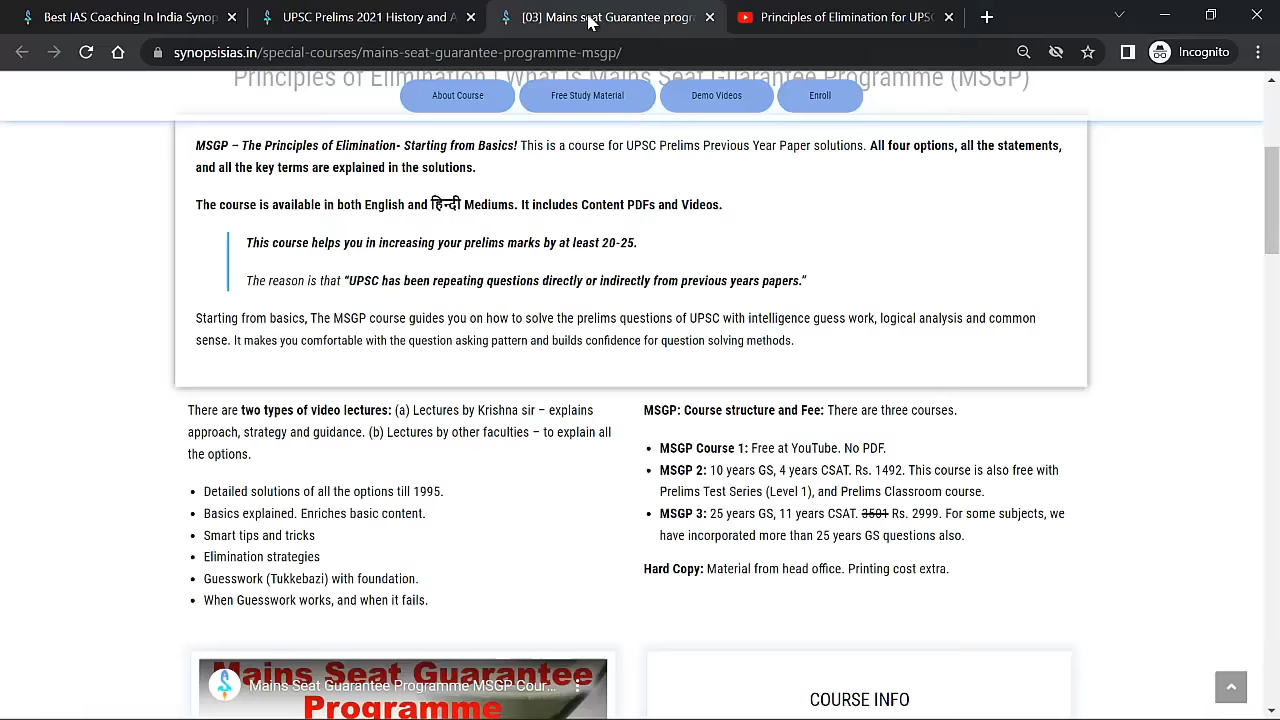 Best IAS Coaching In India Synop
UPSC Prelims 2021 History and A
[03] Mains seat Guarantee progr
Principles of Elimination for UPS
synopsisias.in/special-courses/mains-seat-guarantee-programme-msgp/
Incognito
Principles of Elimination | What is Mains Seat Guarantee Programme (MSGP)
About Course
Free Study Material
Demo Videos
Enroll
MSGP – The Principles of Elimination- Starting from Basics! This is a course for UPSC Prelims Previous Year Paper solutions. All four options, all the statements,
and all the key terms are explained in the solutions.
The course is available in both English and हिन्दी Mediums. It includes Content PDFs and Videos.
This course helps you in increasing your prelims marks by at least 20-25.
The reason is that “UPSC has been repeating questions directly or indirectly from previous years papers.”
Starting from basics, The MSGP course guides you on how to solve the prelims questions of UPSC with intelligence guess work, logical analysis and common
sense. It makes you comfortable with the question asking pattern and builds confidence for question solving methods.
There are two types of video lectures: (a) Lectures by Krishna sir – explains
approach, strategy and guidance. (b) Lectures by other faculties – to explain all
the options.
• Detailed solutions of all the options till 1995.
• Basics explained. Enriches basic content.
• Smart tips and tricks
• Elimination strategies
• Guesswork (Tukkebazi) with foundation.
• When Guesswork works, and when it fails.
MSGP: Course structure and Fee: There are three courses.
• MSGP Course 1: Free at YouTube. No PDF.
• MSGP 2: 10 years GS, 4 years CSAT. Rs. 1492. This course is also free with
Prelims Test Series (Level 1), and Prelims Classroom course.
• MSGP 3: 25 years GS, 11 years CSAT. 3501 Rs. 2999. For some subjects, we
have incorporated more than 25 years GS questions also.
Hard Copy: Material from head office. Printing cost extra.
Mains Seat Guarantee
Mains Seat Guarantee Programme MSGP Cour...
Programme
COURSE INFO